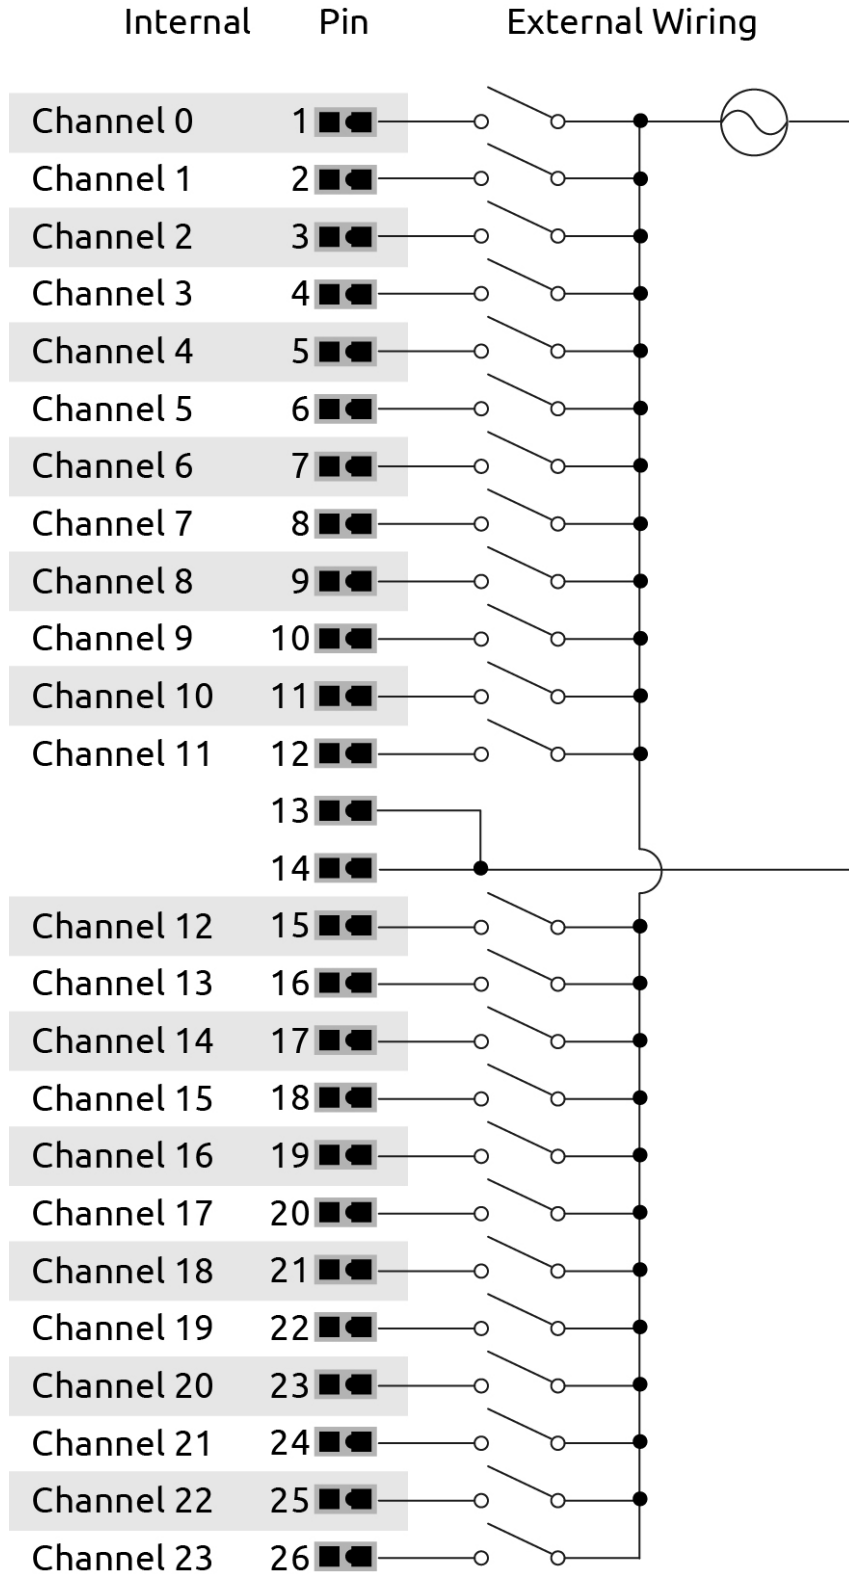 Internal Pin External Wiring
Channel 0 1
Channel 1 2
Channel 2 3
Channel 3 4
Channel 4 5
Channel 5 6
Channel 6 7
Channel 7 8
Channel 8 9
Channel 9 10
Channel 10 11
Channel 11 12
13
14
Channel 12 15
Channel 13 16
Channel 14 17
Channel 15 18
Channel 16 19
Channel 17 20
Channel 18 21
Channel 19 22
Channel 20 23
Channel 21 24
Channel 22 25
Channel 23 26